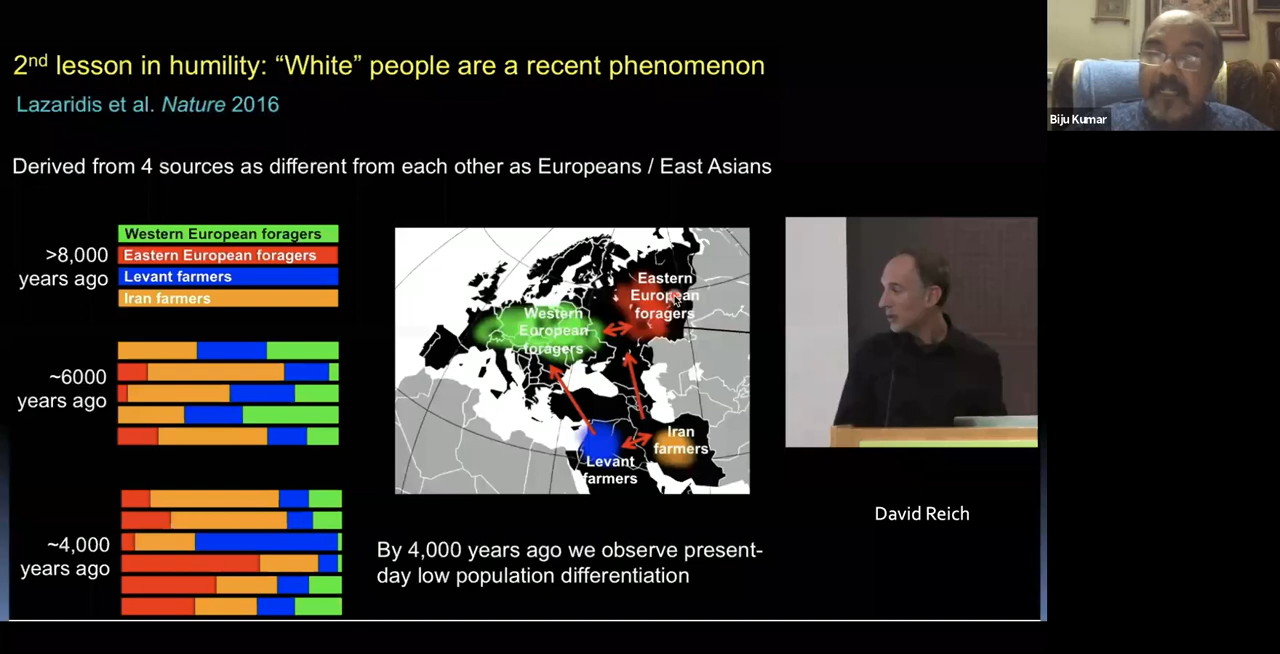 2nd lesson in humility: “White” people are a recent phenomenon
Lazaridis et al. Nature 2016
Derived from 4 sources as different from each other as Europeans / East Asians
>8,000
years ago
Western European foragers
Eastern European foragers
Levant farmers
Iran farmers
~6000
years ago
~4,000
years ago
Western
European
foragers
Eastern
European
foragers
Iran
farmers
Levant
farmers
By 4,000 years ago we observe present-
day low population differentiation
David Reich
Biju Kumar